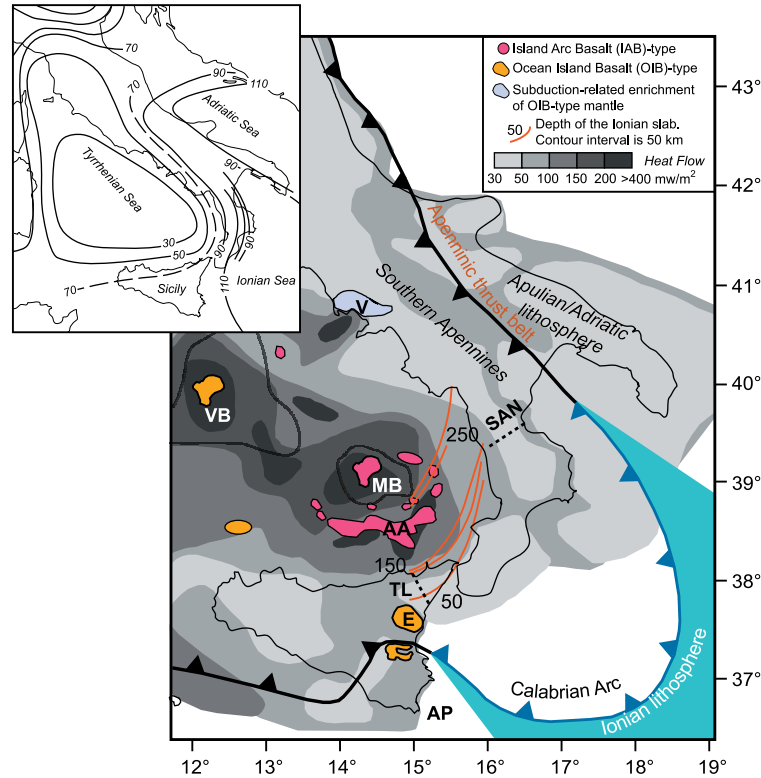 70
90
110
70
Adriatic Sea
Tyrrhenian Sea
90°
30
50
90
90
110
Ionian Sea
70
Sicily
Island Arc Basalt (IAB)-type
Ocean Island Basalt (OIB)-type
Subduction-related enrichment
of OIB-type mantle
50
Depth of the Ionian slab.
Contour interval is 50 km
Heat Flow
30 50 100 150 200 >400 mw/m²
43°
42°
41°
40°
39°
38°
37°
Apenninic thrust belt
Southern Apennines
Apulian/Adriatic
lithosphere
V
VB
SAN
250
MB
AA
150
TL
50
E
Calabrian Arc
Ionian lithosphere
AP
12° 13° 14° 15° 16° 17° 18° 19°